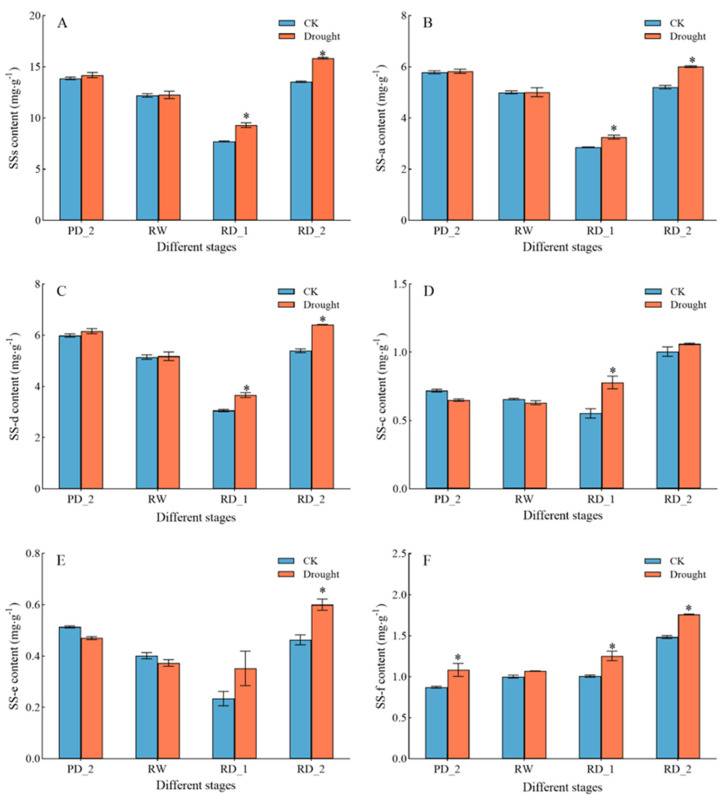 A
CK
Drought
20
15
10
5
0
SSs content (mg·g-1)
*
*
PD_2 RW RD_1 RD_2
Different stages
B
CK
Drought
8
6
4
2
0
SS-a content (mg·g-1)
*
*
PD_2 RW RD_1 RD_2
Different stages
C
CK
Drought
8
6
4
2
0
SS-d content (mg·g-1)
*
*
PD_2 RW RD_1 RD_2
Different stages
D
CK
Drought
1.5
1.0
0.5
0.0
SS-c content (mg·g-1)
*
PD_2 RW RD_1 RD_2
Different stages
E
CK
Drought
0.8
0.6
0.4
0.2
0.0
SS-e content (mg·g-1)
*
PD_2 RW RD_1 RD_2
Different stages
F
CK
Drought
2.5
2.0
1.5
1.0
0.5
0.0
SS-f content (mg·g-1)
*
*
*
PD_2 RW RD_1 RD_2
Different stages